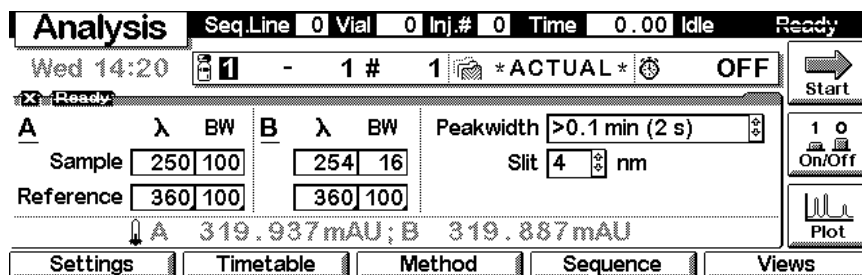 Analysis Seq.Line 0 Vial 0 Inj.# 0 Time 0.00 Idle Ready
Wed 14:20 1 - 1 # 1 *ACTUAL* OFF
Start
X Ready
A λ BW B λ BW Peakwidth >0.1 min (2 s)
1 0
On/Off
Sample 250 100 254 16 Slit 4 nm
Reference 360 100 360 100
A 319.937mAU; B 319.887mAU
Plot
Settings Timetable Method Sequence Views